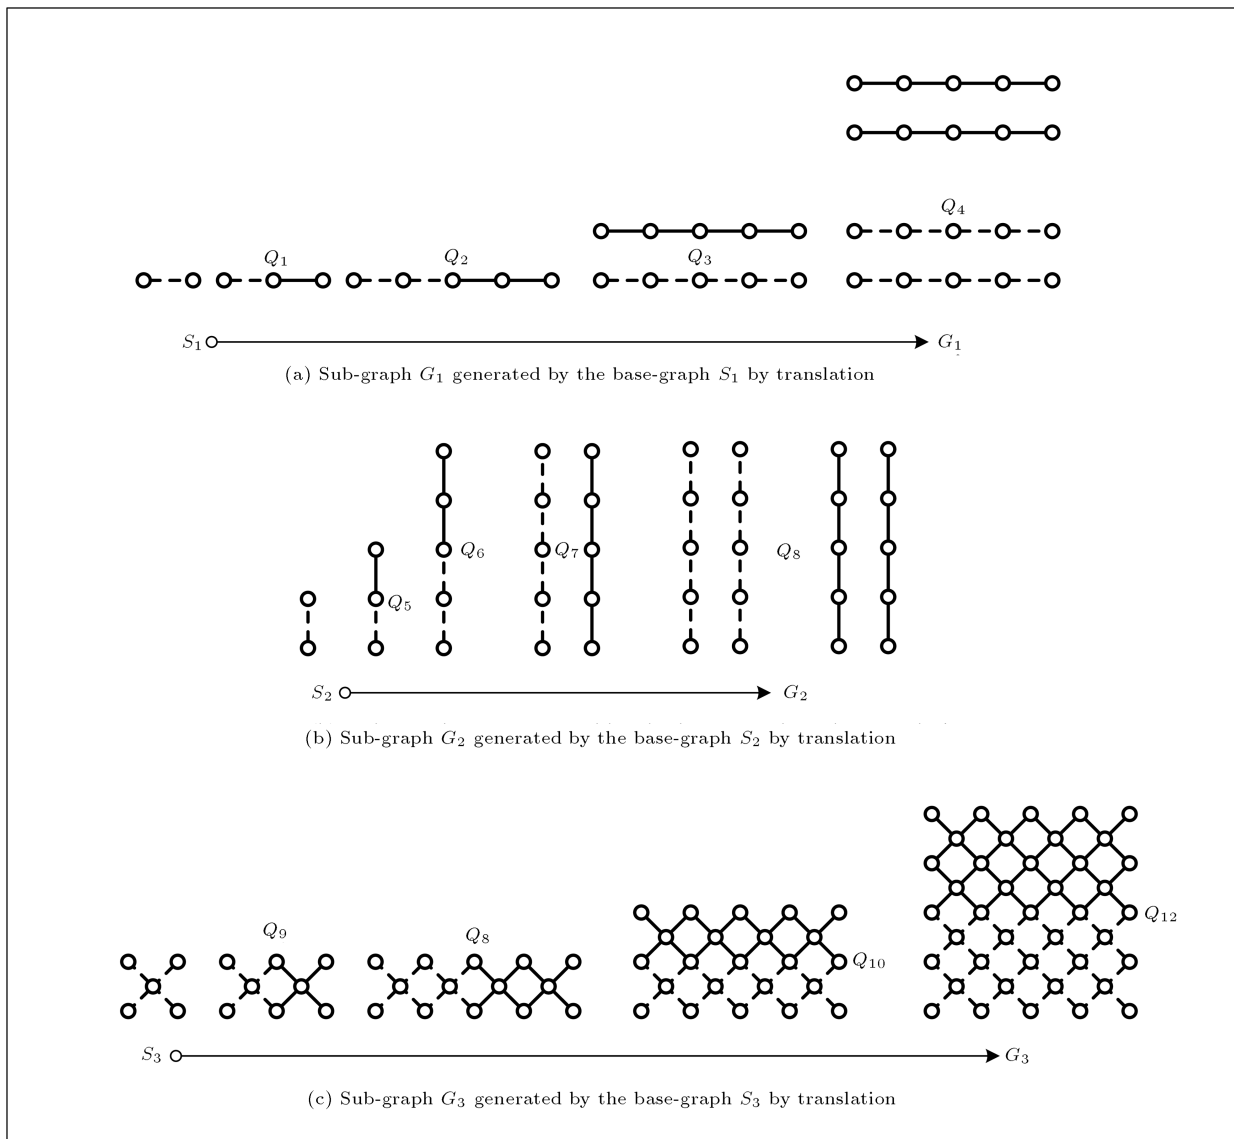 Q₄
Q₁
Q₂
Q₃
S₁
G₁
(a) Sub-graph G₁ generated by the base-graph S₁ by translation
Q₆
Q₇
Q₈
Q₅
S₂
G₂
(b) Sub-graph G₂ generated by the base-graph S₂ by translation
Q₁₂
Q₉
Q₈
Q₁₀
S₃
G₃
(c) Sub-graph G₃ generated by the base-graph S₃ by translation